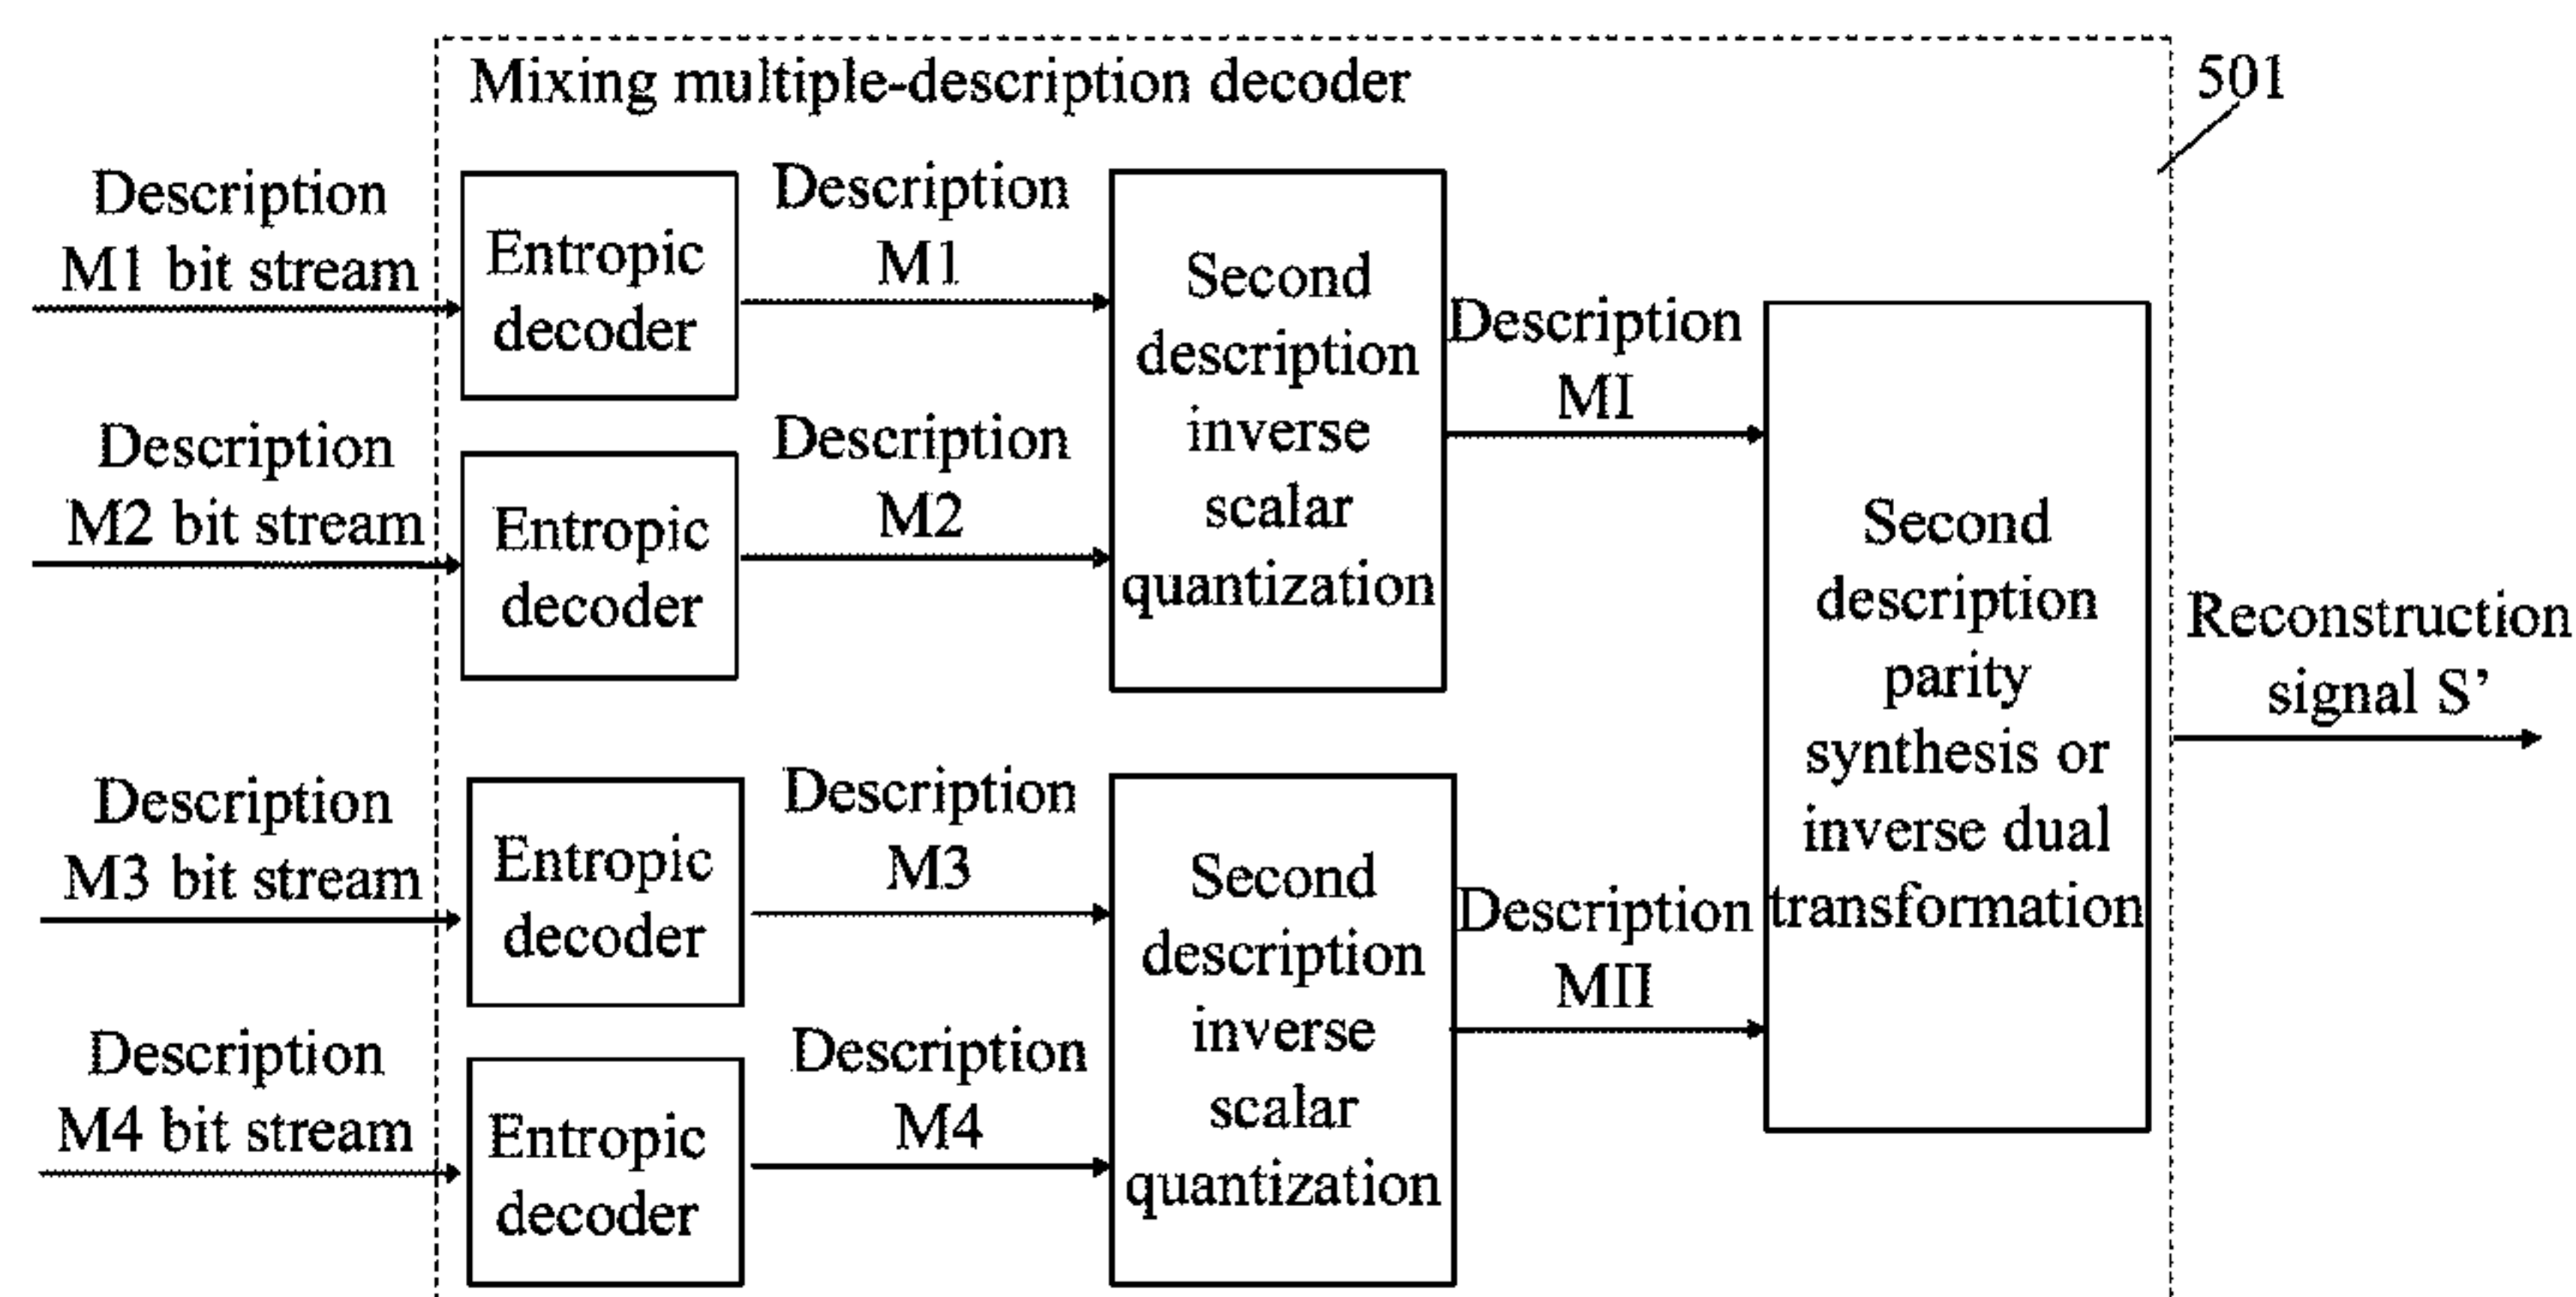 Mixing multiple-description decoder
501
Description
M1 bit stream
Entropic
decoder
Description
M1
Description
M2 bit stream
Entropic
decoder
Description
M2
Second
description
inverse
scalar
quantization
Description
MI
Description
M3 bit stream
Entropic
decoder
Description
M3
Description
M4 bit stream
Entropic
decoder
Description
M4
Second
description
inverse
scalar
quantization
Description
MII
Second
description
parity
synthesis or
inverse dual
transformation
Reconstruction
signal S’